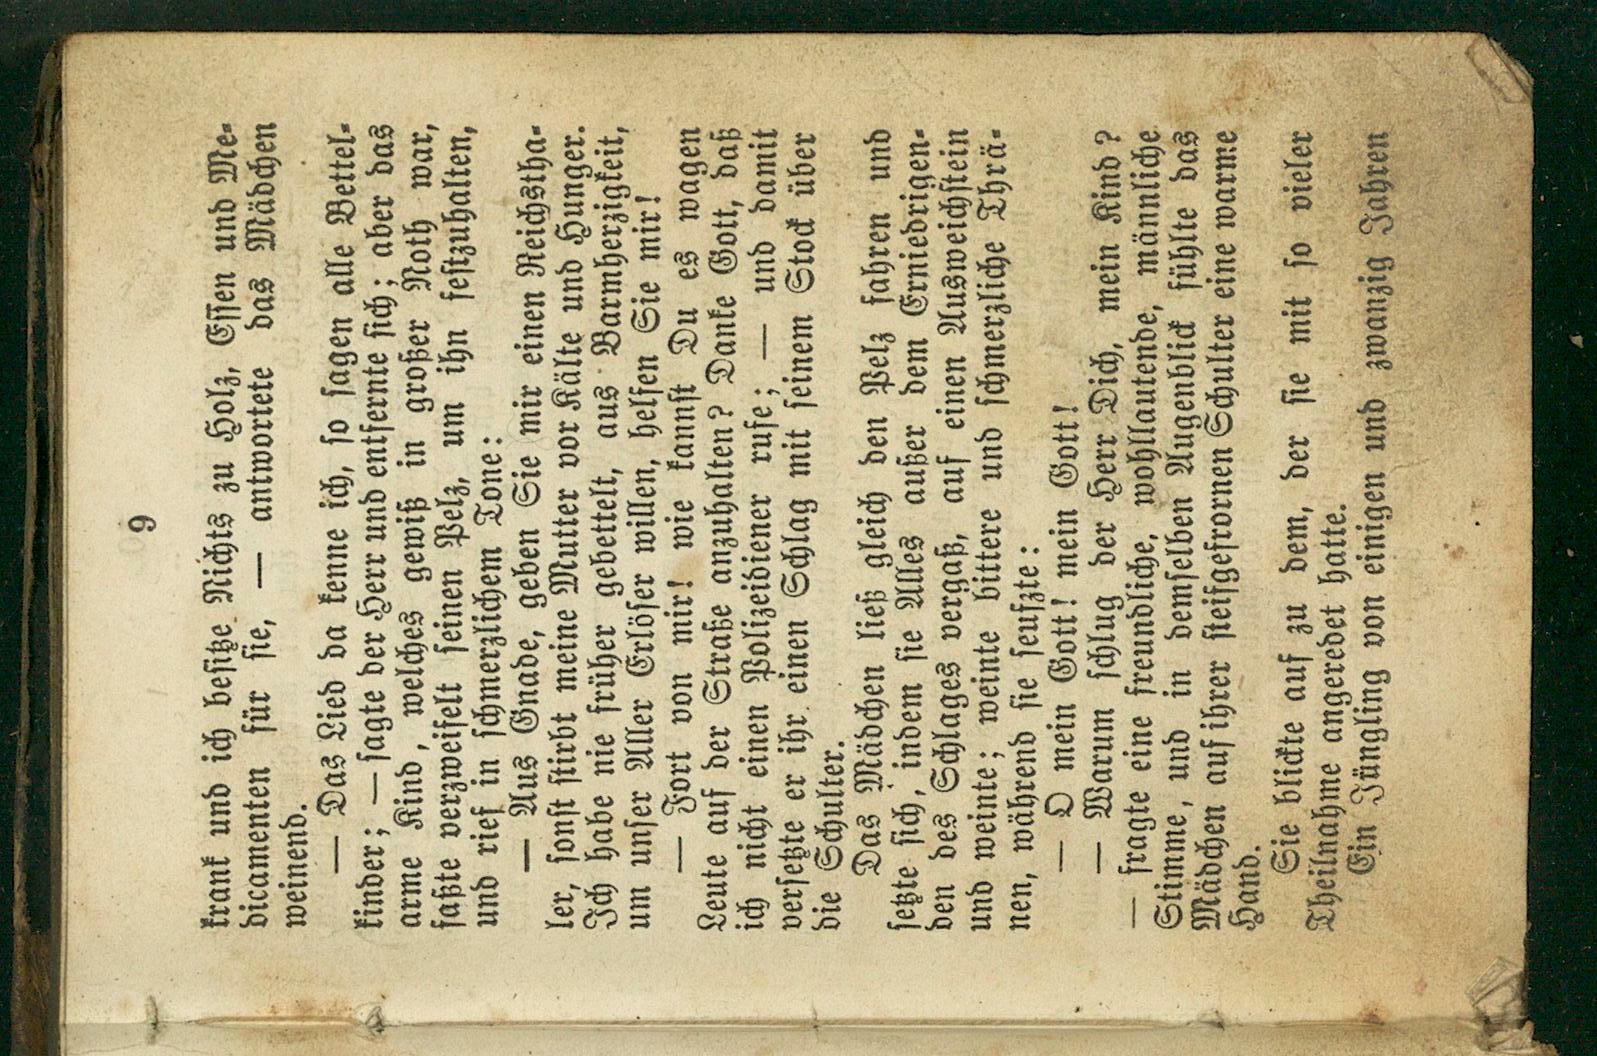 9
krank und ich besitze Nichts zu Holz, Essen und Me-
dicamenten für sie, — antwortete das Mädchen
weinend.
— Das Lied da kenne ich, so sagen alle Bettel-
kinder; — sagte der Herr und entfernte sich; aber das
arme Kind, welches gewiß in großer Noth war,
faßte verzweifelt seinen Pelz, um ihn festzuhalten,
und rief in schmerzlichem Tone:
— Aus Gnade, geben Sie mir einen Reichstha-
ler, sonst stirbt meine Mutter vor Kälte und Hunger.
Ich habe nie früher gebettelt, aus Barmherzigkeit,
um unser Aller Erlöser willen, helfen Sie mir!
— Fort von mir! wie kannst Du es wagen
Leute auf der Straße anzuhalten? Danke Gott, daß
ich nicht einen Polizeidiener rufe; — und damit
versetzte er ihr einen Schlag mit seinem Stock über
die Schulter.
Das Mädchen ließ gleich den Pelz fahren und
setzte sich, indem sie Alles außer dem Erniedrigen-
den des Schlages vergaß, auf einen Ausweichstein
und weinte; weinte bittere und schmerzliche Thrä-
nen, während sie seufzte:
— O mein Gott! mein Gott!
— Warum schlug der Herr Dich, mein Kind?
— fragte eine freundliche, wohllautende, männliche
Stimme, und in demselben Augenblick fühlte das
Mädchen auf ihrer steifgefrornen Schulter eine warme
Hand.
Sie blickte auf zu dem, der sie mit so vieler
Theilnahme angeredet hatte.
Ein Jüngling von einigen und zwanzig Jahren